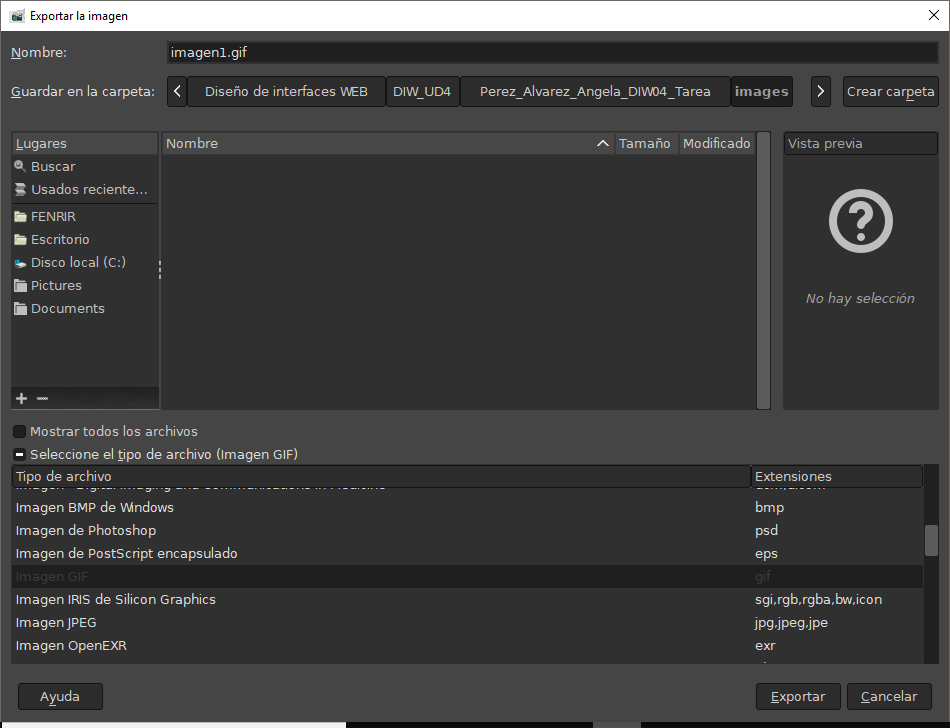 Exportar la imagen
Nombre: imagen1.gif
Guardar en la carpeta: Diseño de interfaces WEB DIW_UD4 Perez_Alvarez_Angela_DIW04_Tarea images Crear carpeta
Lugares Nombre Tamaño Modificado Vista previa
Buscar
Usados reciente...
FENRIR
Escritorio
Disco local (C:)
Pictures
Documents
No hay selección
Mostrar todos los archivos
Seleccione el tipo de archivo (Imagen GIF)
Tipo de archivo Extensiones
Imagen BMP de Windows bmp
Imagen de Photoshop psd
Imagen de PostScript encapsulado eps
Imagen GIF gif
Imagen IRIS de Silicon Graphics sgi,rgb,rgba,bw,icon
Imagen JPEG jpg,jpeg,jpe
Imagen OpenEXR exr
Ayuda Exportar Cancelar